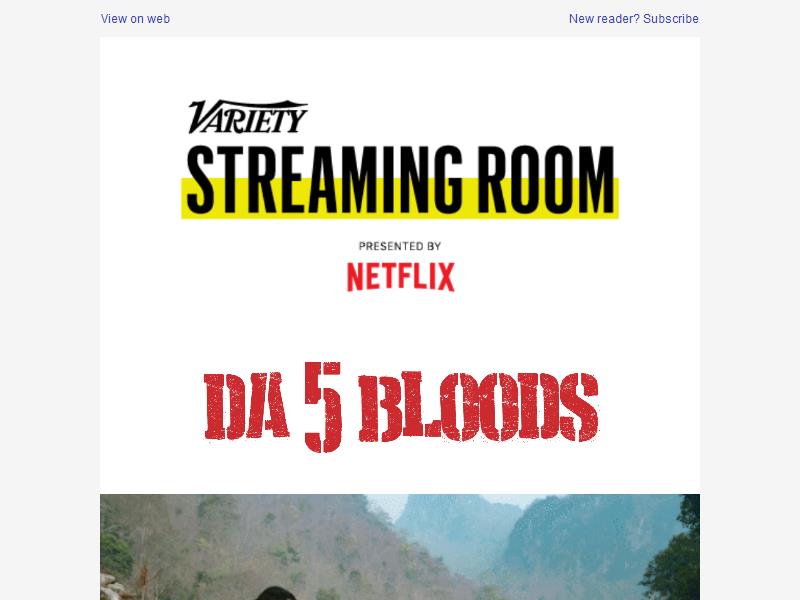 View on web
New reader? Subscribe
VARIETY
STREAMING ROOM
PRESENTED BY
NETFLIX
DA 5 BLOODS